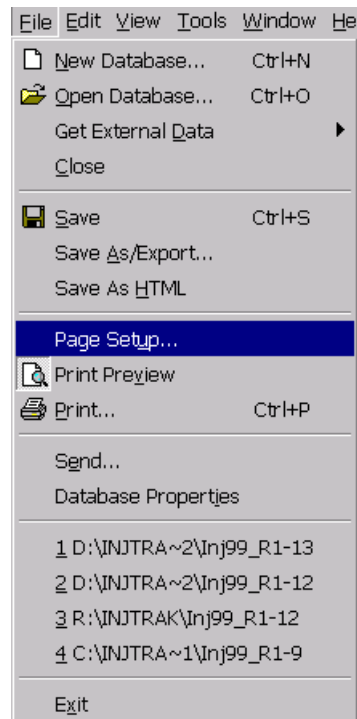 File Edit View Tools Window He
New Database... Ctrl+N
Open Database... Ctrl+O
Get External Data
Close
Save Ctrl+S
Save As/Export...
Save As HTML
Page Setup...
Print Preview
Print... Ctrl+P
Send...
Database Properties
1 D:\INJTRA~2\Inj99_R1-13
2 D:\INJTRA~2\Inj99_R1-12
3 R:\INJTRAK\Inj99_R1-12
4 C:\INJTRA~1\Inj99_R1-9
Exit